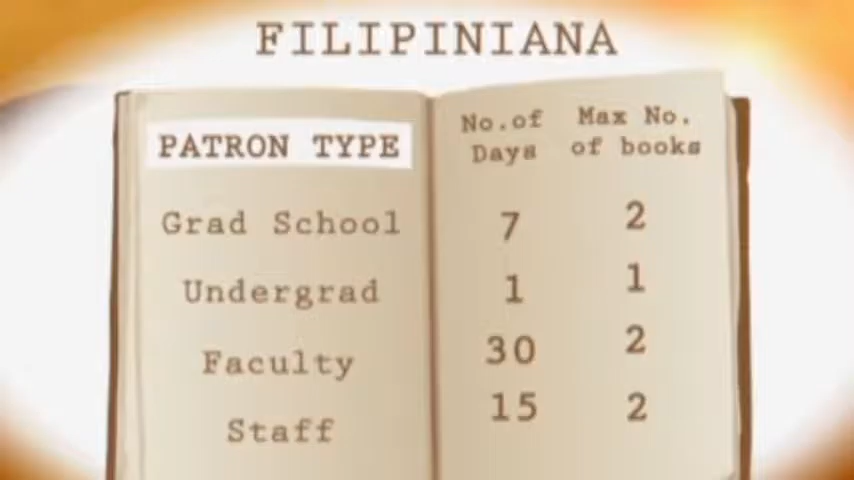 FILIPINIANA
PATRON TYPE No.of Days Max No. of books
Grad School 7 2
Undergrad 1 1
Faculty 30 2
Staff 15 2